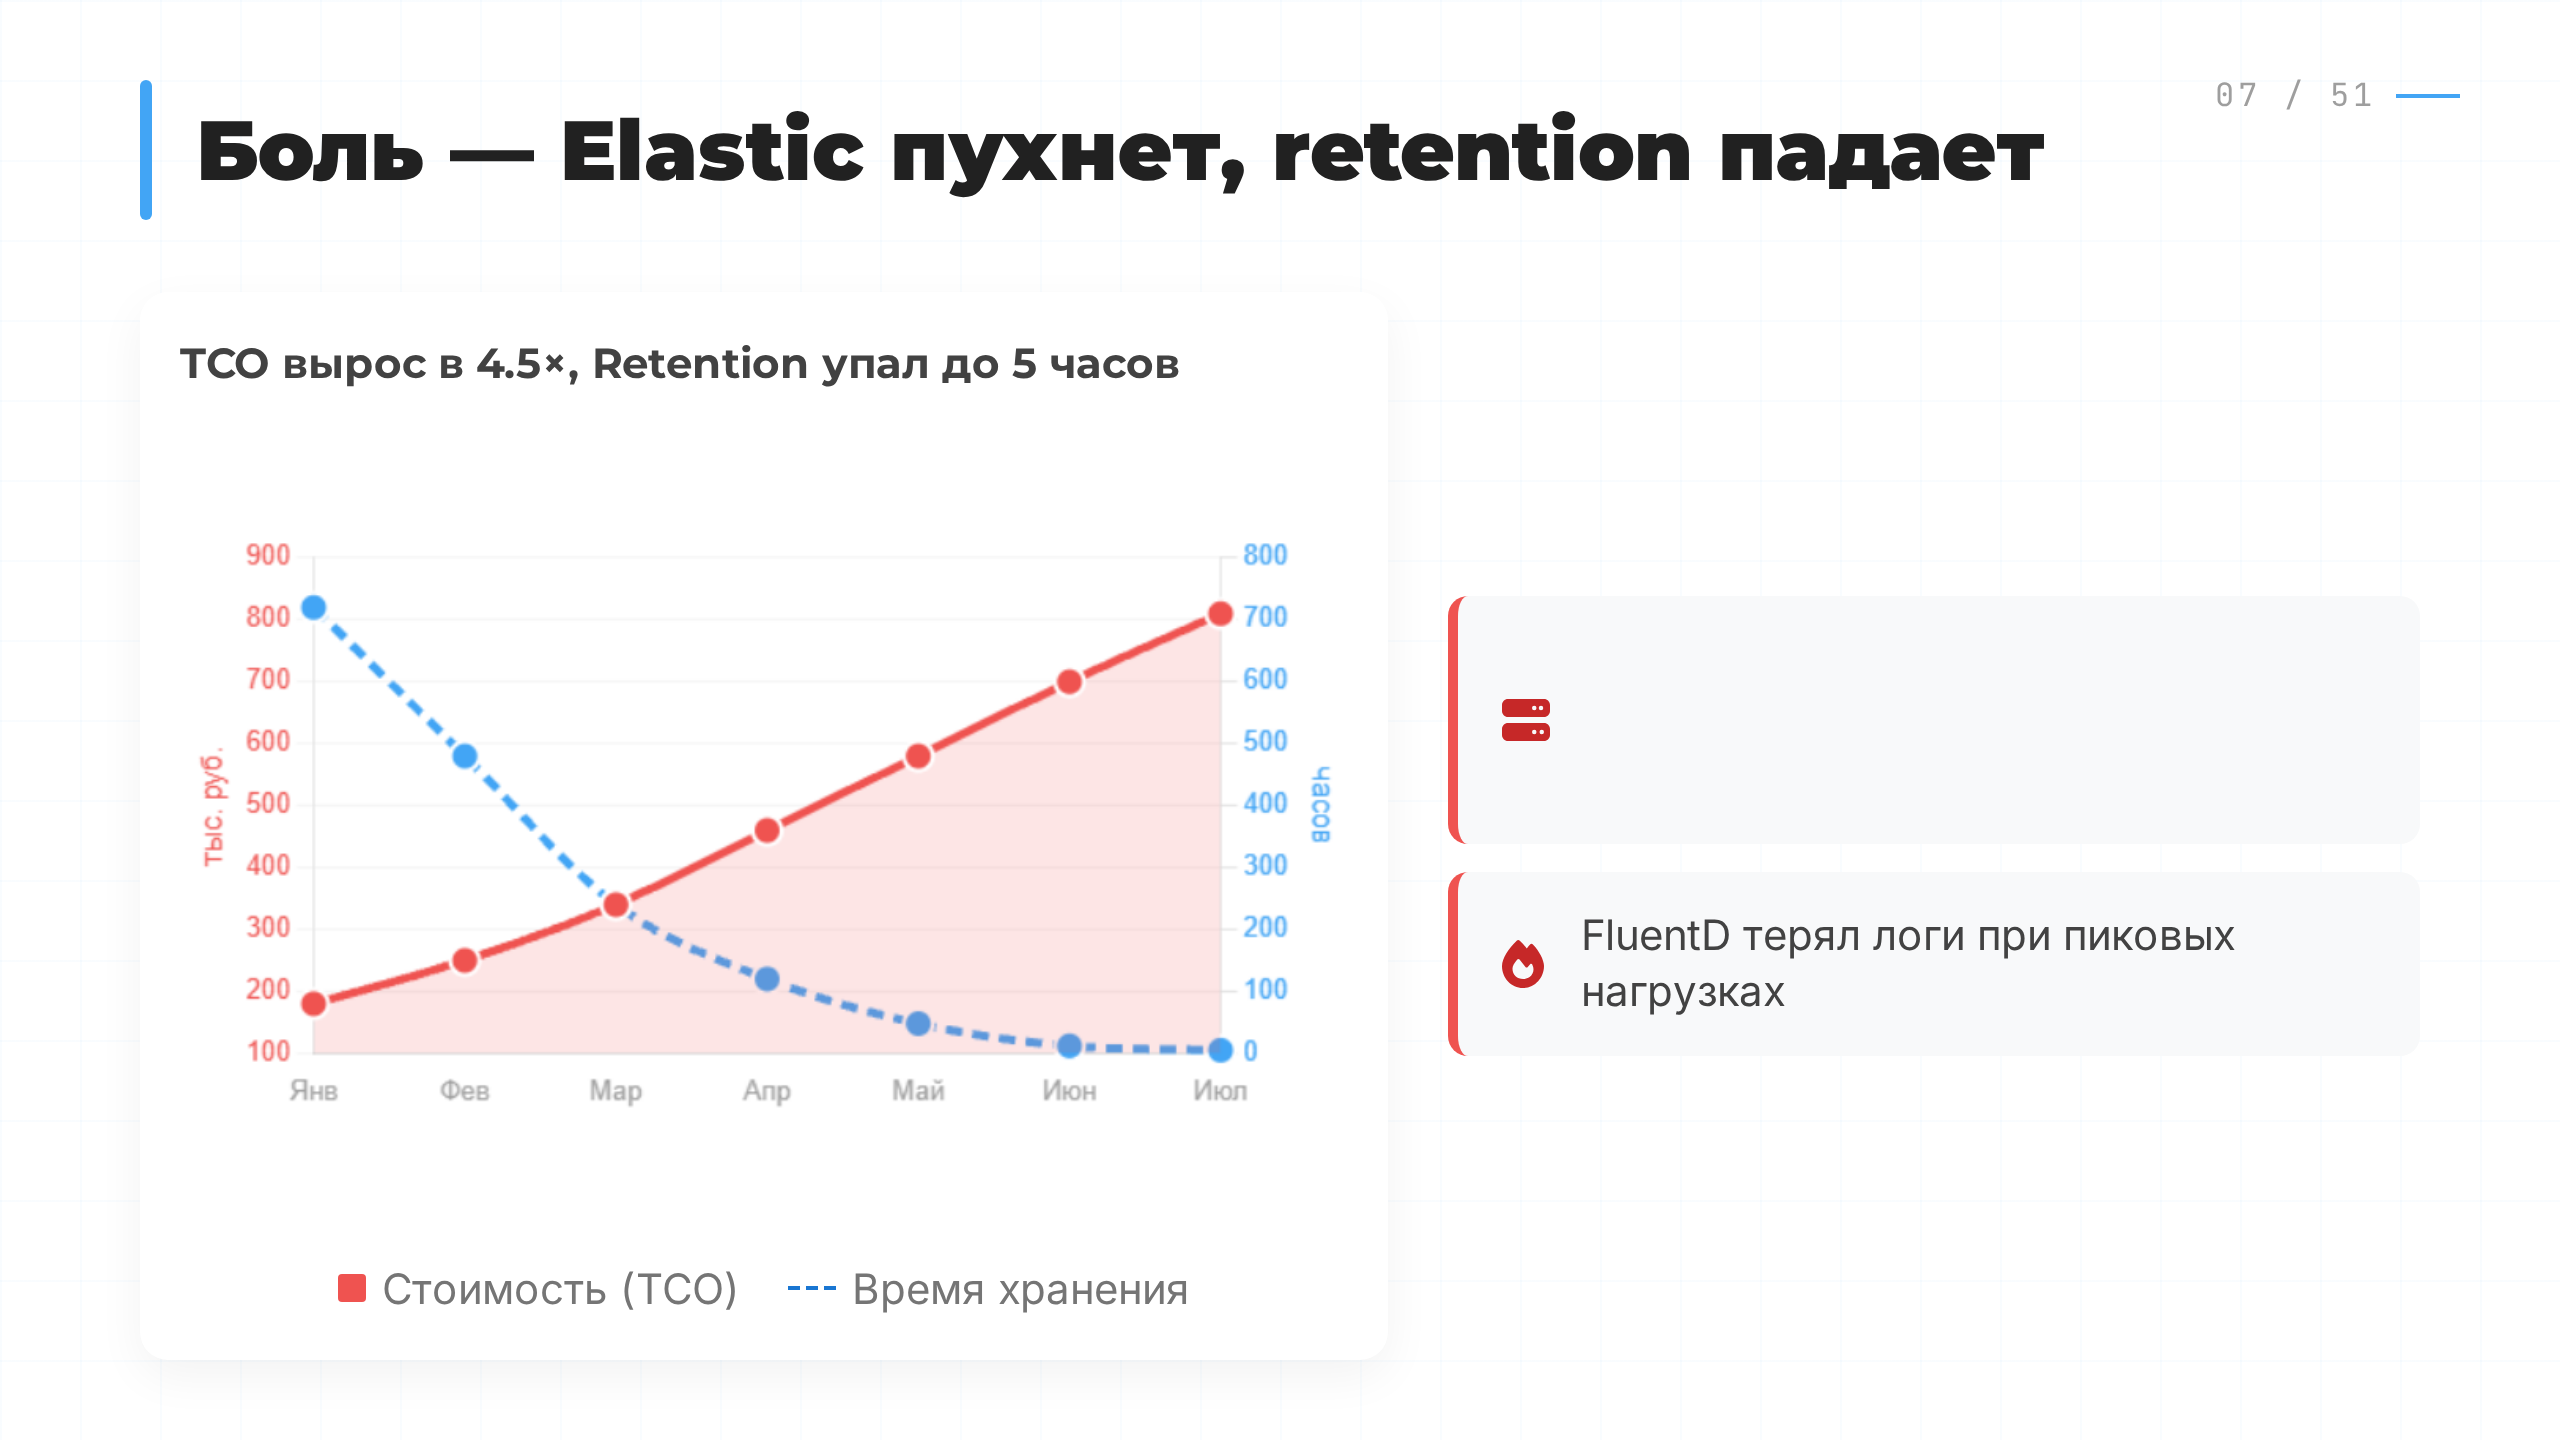 07 / 51
Боль — Elastic пухнет, retention падает
TCO вырос в 4.5×, Retention упал до 5 часов
900
800
700
600
500
400
300
200
100
тыс. руб.
800
700
600
500
400
300
200
100
0
часов
Янв Фев Мар Апр Май Июн Июл
Стоимость (TCO) Время хранения
FluentD терял логи при пиковых
нагрузках